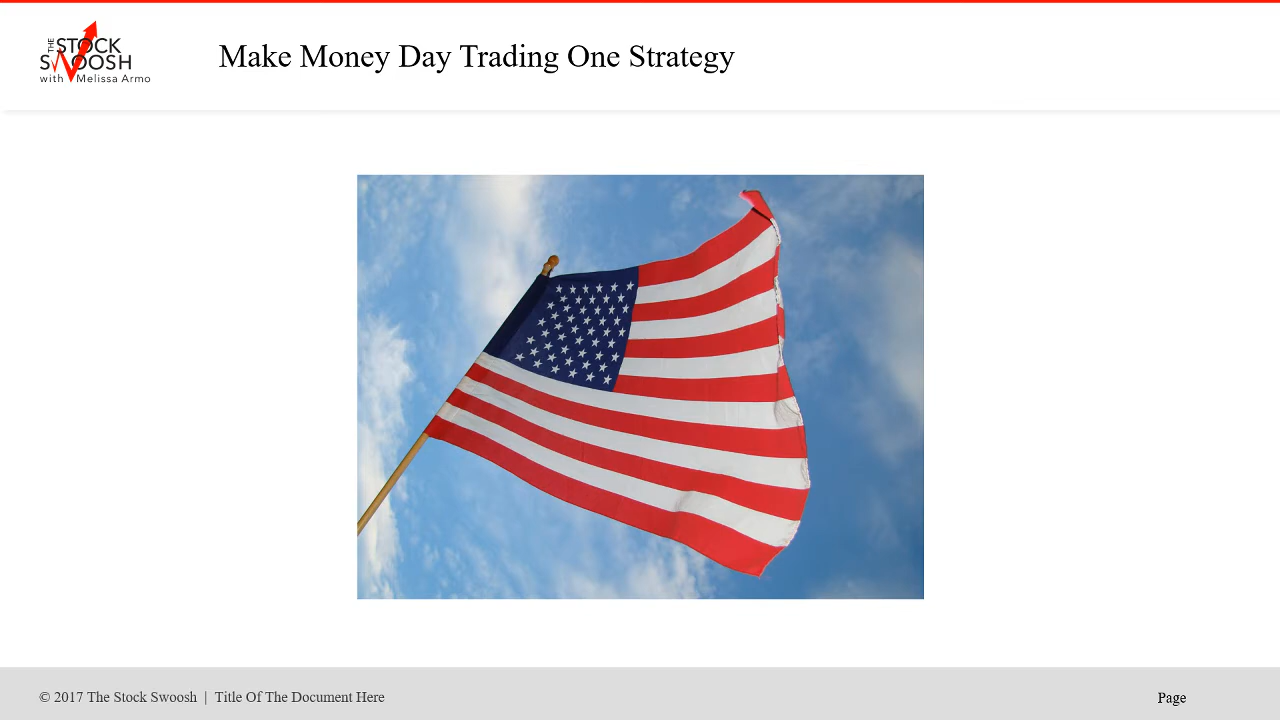 THE STOCK
SWOOSH
with Melissa Armo
Make Money Day Trading One Strategy
© 2017 The Stock Swoosh | Title Of The Document Here
Page